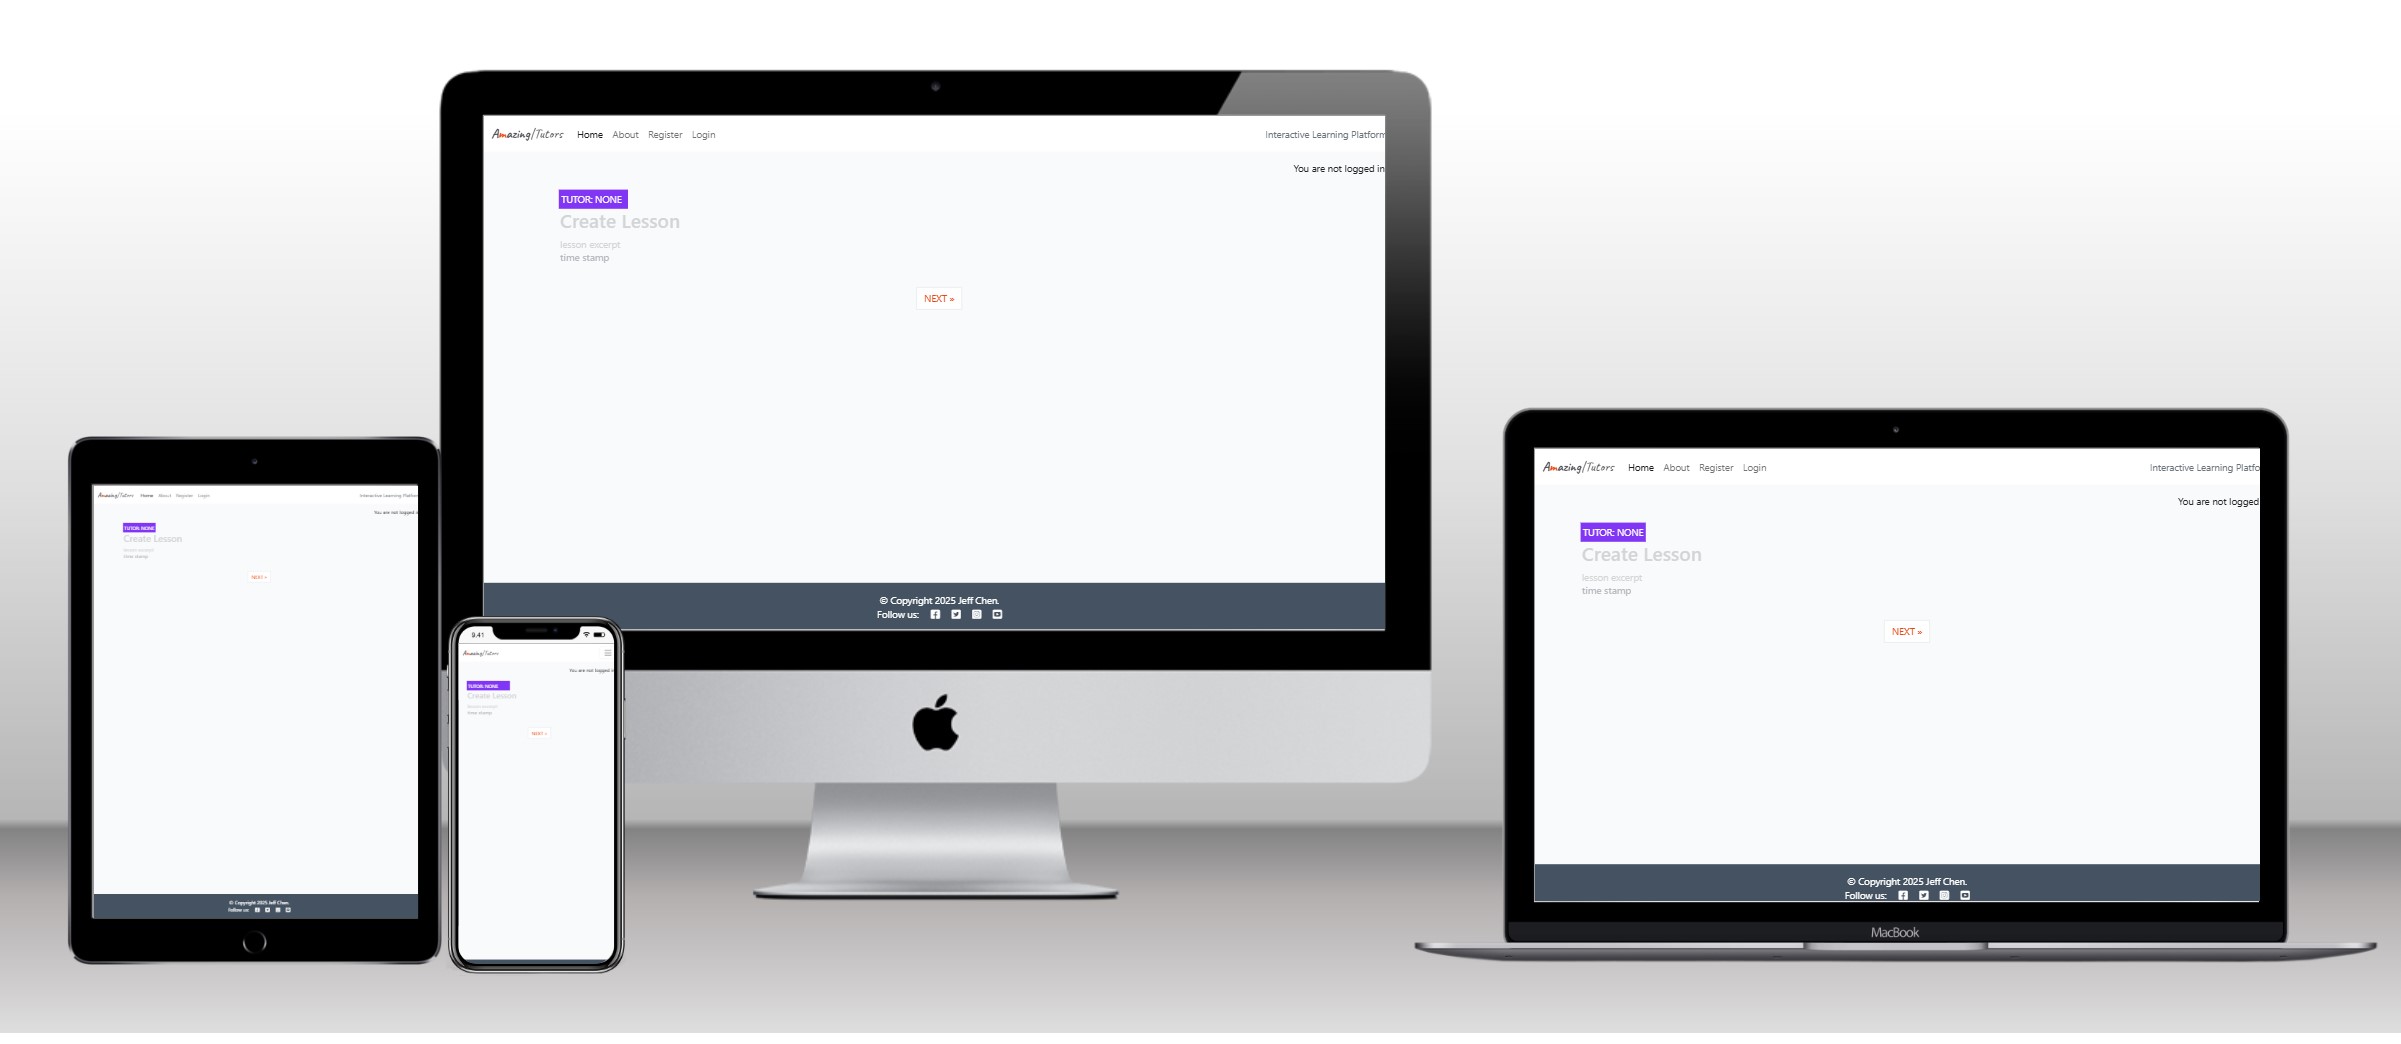 Amazing|Tutors Home About Register Login Interactive Learning Platform
You are not logged in
TUTOR: NONE
Create Lesson
lesson excerpt
time stamp
NEXT »
© Copyright 2025 Jeff Chen.
Follow us:
Amazing|Tutors Home About Register Login Interactive Learning Platform
You are not logged i
TUTOR: NONE
Create Lesson
lesson excerpt
time stamp
NEXT »
© Copyright 2025 Jeff Chen.
Follow us:
9:41
Amazing|Tutors
You are not logged i
TUTOR: NONE
Create Lesson
lesson excerpt
time stamp
NEXT »
Amazing|Tutors Home About Register Login Interactive Learning Platfo
You are not logged
TUTOR: NONE
Create Lesson
lesson excerpt
time stamp
NEXT »
© Copyright 2025 Jeff Chen.
Follow us:
MacBook